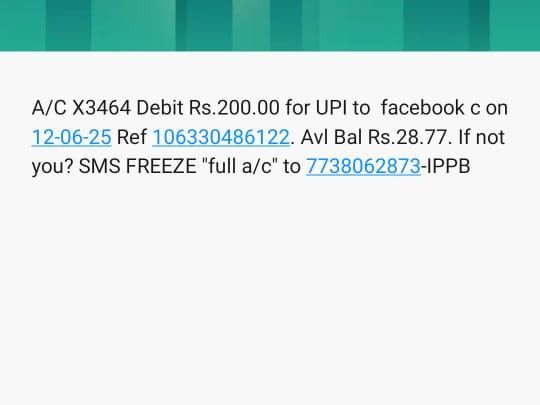 A/C X3464 Debit Rs.200.00 for UPI to  facebook c on
12-06-25 Ref 106330486122. Avl Bal Rs.28.77. If not
you? SMS FREEZE "full a/c" to 7738062873-IPPB